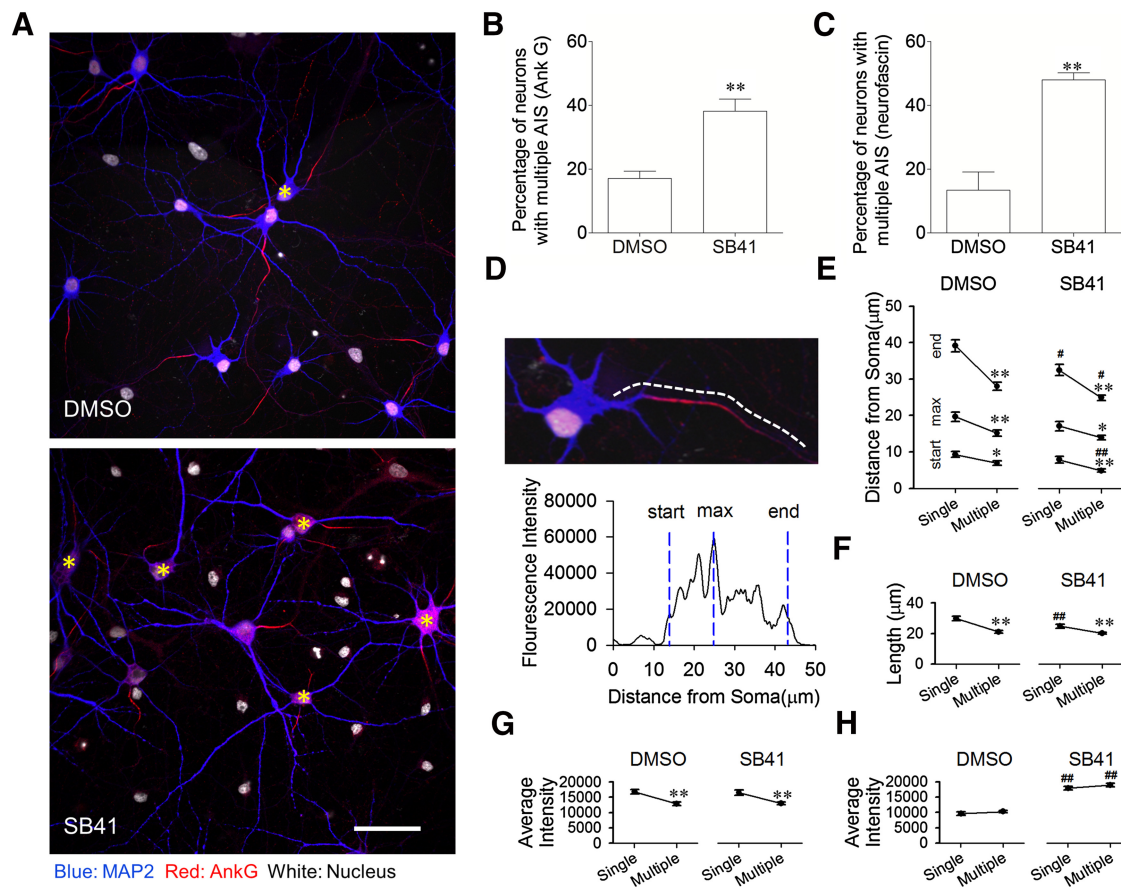 A
DMSO
SB41
Blue: MAP2 Red: AnkG White: Nucleus
B
Percentage of neurons
with multiple AIS (Ank G)
60
40
20
0
**
DMSO SB41
C
Percentage of neurons with
multiple AIS (neurofascin)
60
40
20
0
**
DMSO SB41
D
Flourescence Intensity
80000
60000
40000
20000
0
start max end
0 10 20 30 40 50
Distance from Soma(μm)
E
DMSO SB41
Distance from Soma(μm)
50
40
30
20
10
0
end
max
start
**
**
*
#
#
**
*
##
**
Single Multiple Single Multiple
F
DMSO SB41
Length (μm)
40
20
0
**
##
**
Single Multiple Single Multiple
G
DMSO SB41
Average
Intensity
20000
15000
10000
5000
0
**
**
Single Multiple Single Multiple
H
DMSO SB41
Average
Intensity
20000
15000
10000
5000
0
##
##
Single Multiple Single Multiple